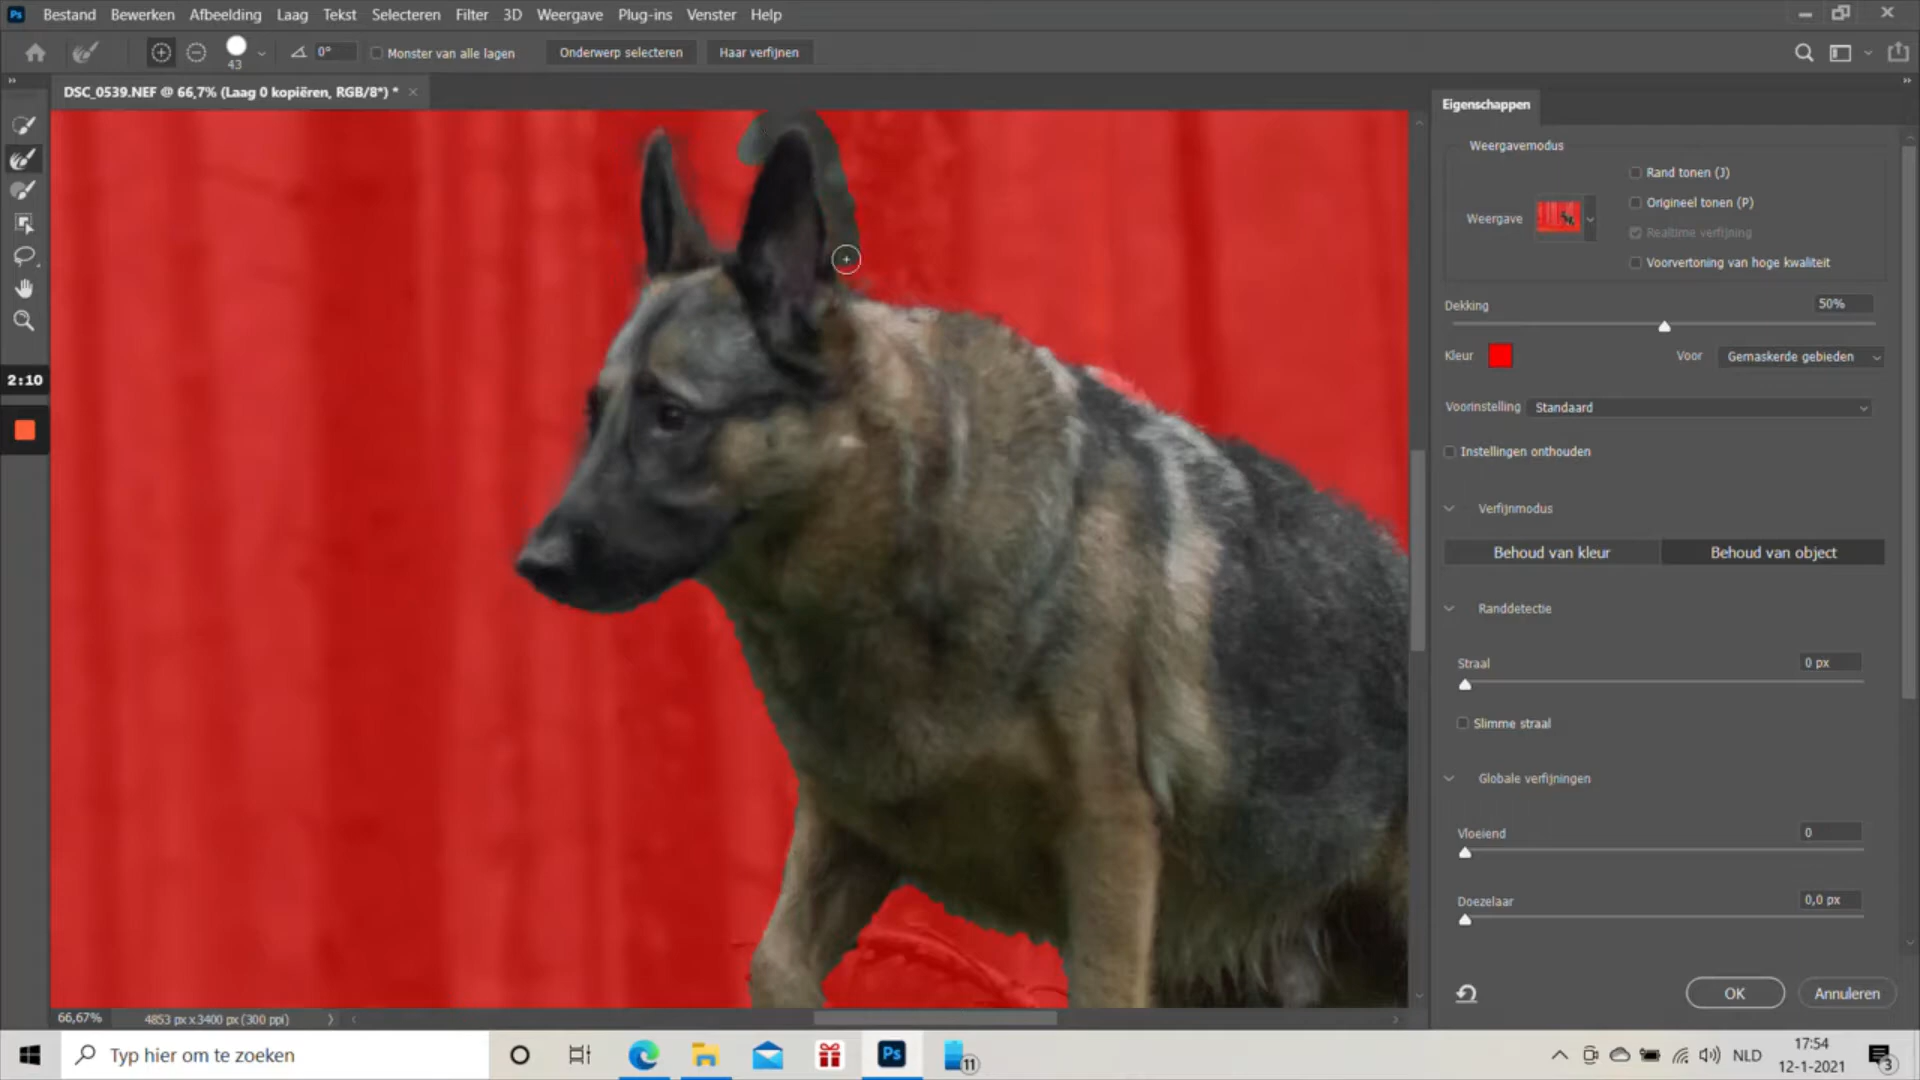 Ps Bestand Bewerken Afbeelding Laag Tekst Selecteren Filter 3D Weergave Plug-ins Venster Help
43 0° Monster van alle lagen Onderwerp selecteren Haar verfijnen
DSC_0539.NEF @ 66,7% (Laag 0 kopiëren, RGB/8*) *
Eigenschappen
Weergavemodus
Rand tonen (J)
Origineel tonen (P)
Weergave
Realtime verfijning
Voorvertoning van hoge kwaliteit
Dekking 50%
Kleur Voor Gemaskerde gebieden
2:10
Voorinstelling Standaard
Instellingen onthouden
Verfijnmodus
Behoud van kleur Behoud van object
Randdetectie
Straal 0 px
Slimme straal
Globale verfijningen
Vloeiend 0
Doezelaar 0,0 px
OK Annuleren
66,67% 4853 px x 3400 px (300 ppi)
Typ hier om te zoeken Ps 11 NLD 17:54
12-1-2021 3